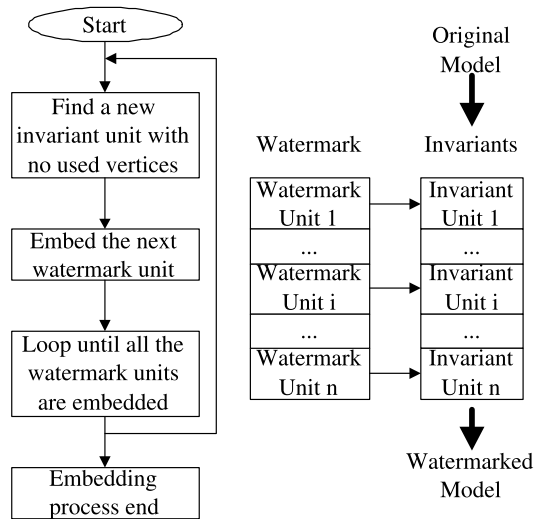 Start
Find a new
invariant unit with
no used vertices
Embed the next
watermark unit
Loop until all the
watermark units
are embedded
Embedding
process end
Original
Model
Watermark
Invariants
Watermark
Unit 1
Invariant
Unit 1
...
...
Watermark
Unit i
Invariant
Unit i
...
...
Watermark
Unit n
Invariant
Unit n
Watermarked
Model